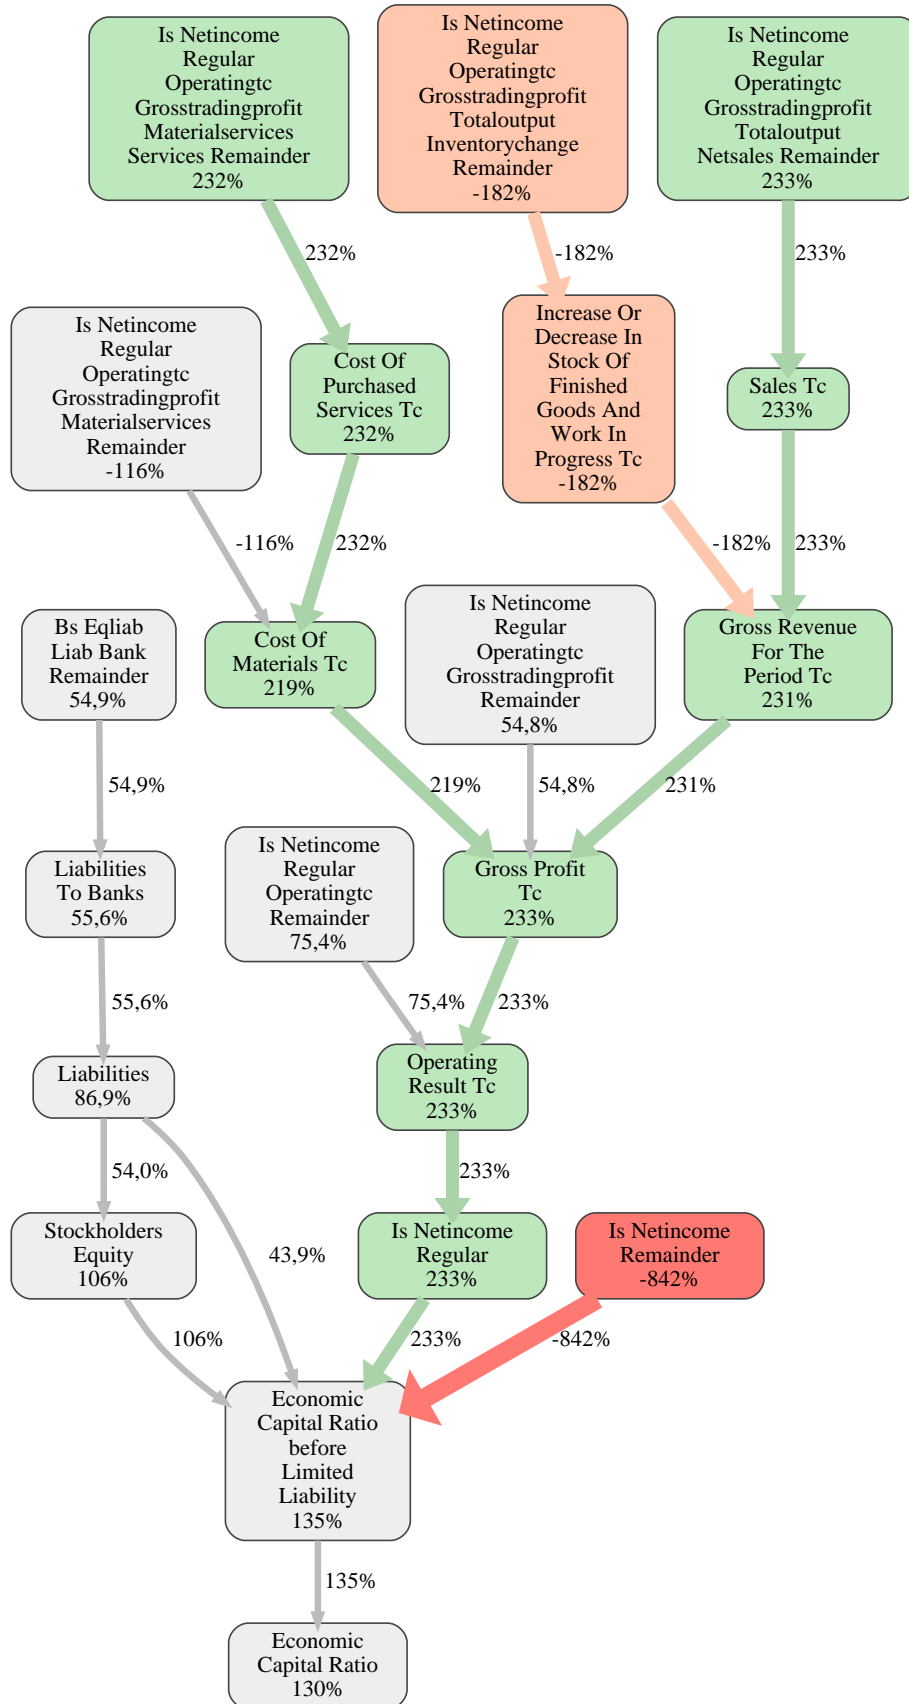 Is Netincome
Regular
Operatingtc
Grosstradingprofit
Materialservices
Services Remainder
232%
Is Netincome
Regular
Operatingtc
Grosstradingprofit
Totaloutput
Inventorychange
Remainder
-182%
Is Netincome
Regular
Operatingtc
Grosstradingprofit
Totaloutput
Netsales Remainder
233%
232%
-182%
233%
Is Netincome
Regular
Operatingtc
Grosstradingprofit
Materialservices
Remainder
-116%
Cost Of
Purchased
Services Tc
232%
Increase Or
Decrease In
Stock Of
Finished
Goods And
Work In
Progress Tc
-182%
Sales Tc
233%
-116%
232%
-182%
233%
Bs Eqliab
Liab Bank
Remainder
54,9%
Cost Of
Materials Tc
219%
Is Netincome
Regular
Operatingtc
Grosstradingprofit
Remainder
54,8%
Gross Revenue
For The
Period Tc
231%
54,9%
219%
54,8%
231%
Liabilities
To Banks
55,6%
Is Netincome
Regular
Operatingtc
Remainder
75,4%
Gross Profit
Tc
233%
55,6%
75,4%
233%
Liabilities
86,9%
Operating
Result Tc
233%
54,0%
43,9%
233%
Stockholders
Equity
106%
Is Netincome
Regular
233%
Is Netincome
Remainder
-842%
106%
233%
-842%
Economic
Capital Ratio
before
Limited
Liability
135%
135%
Economic
Capital Ratio
130%